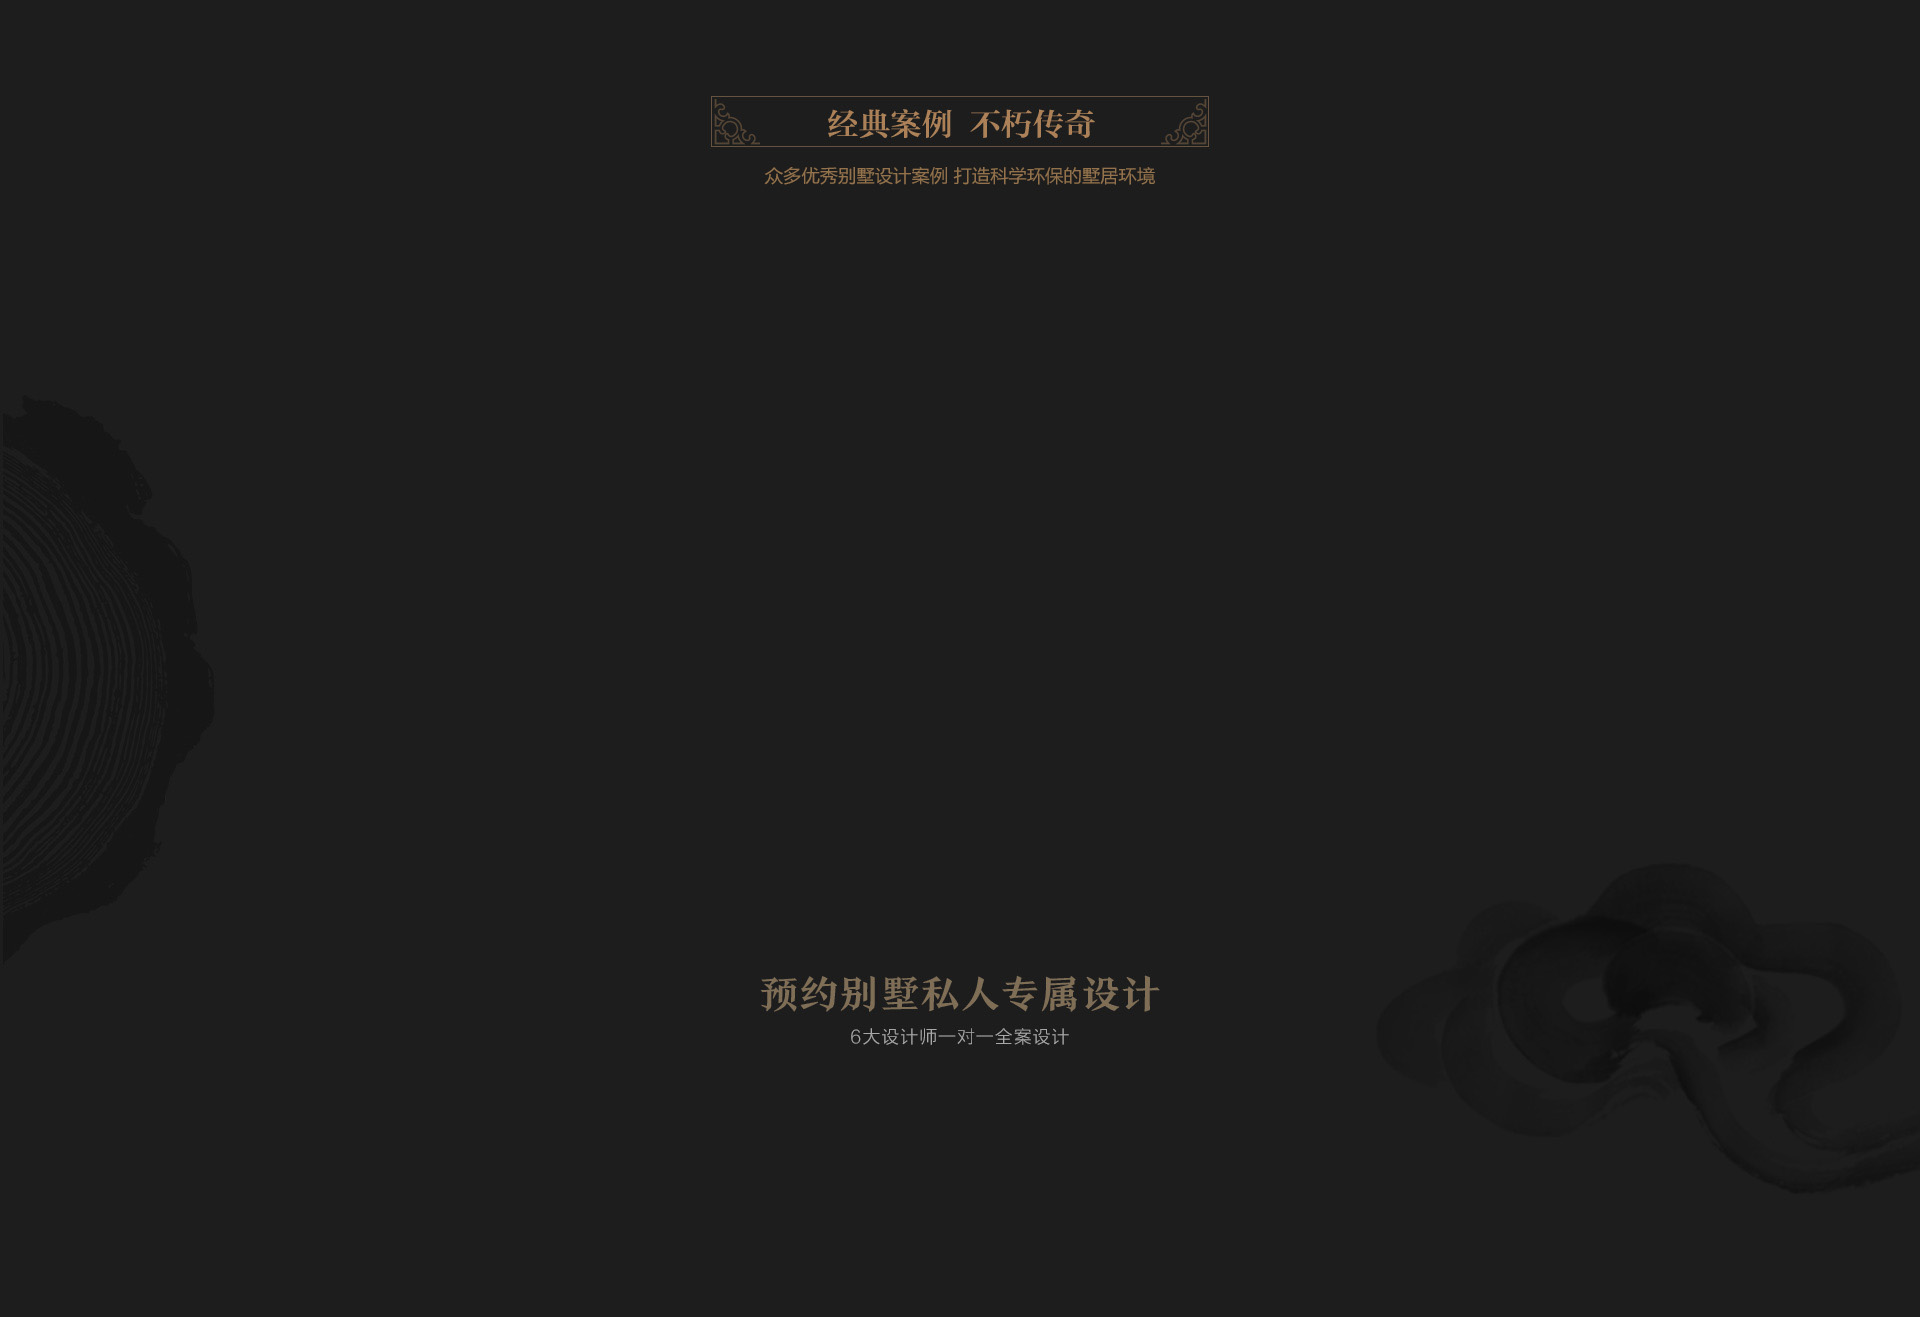 经典案例 不朽传奇
众多优秀别墅设计案例 打造科学环保的墅居环境
预约别墅私人专属设计
6大设计师一对一全案设计